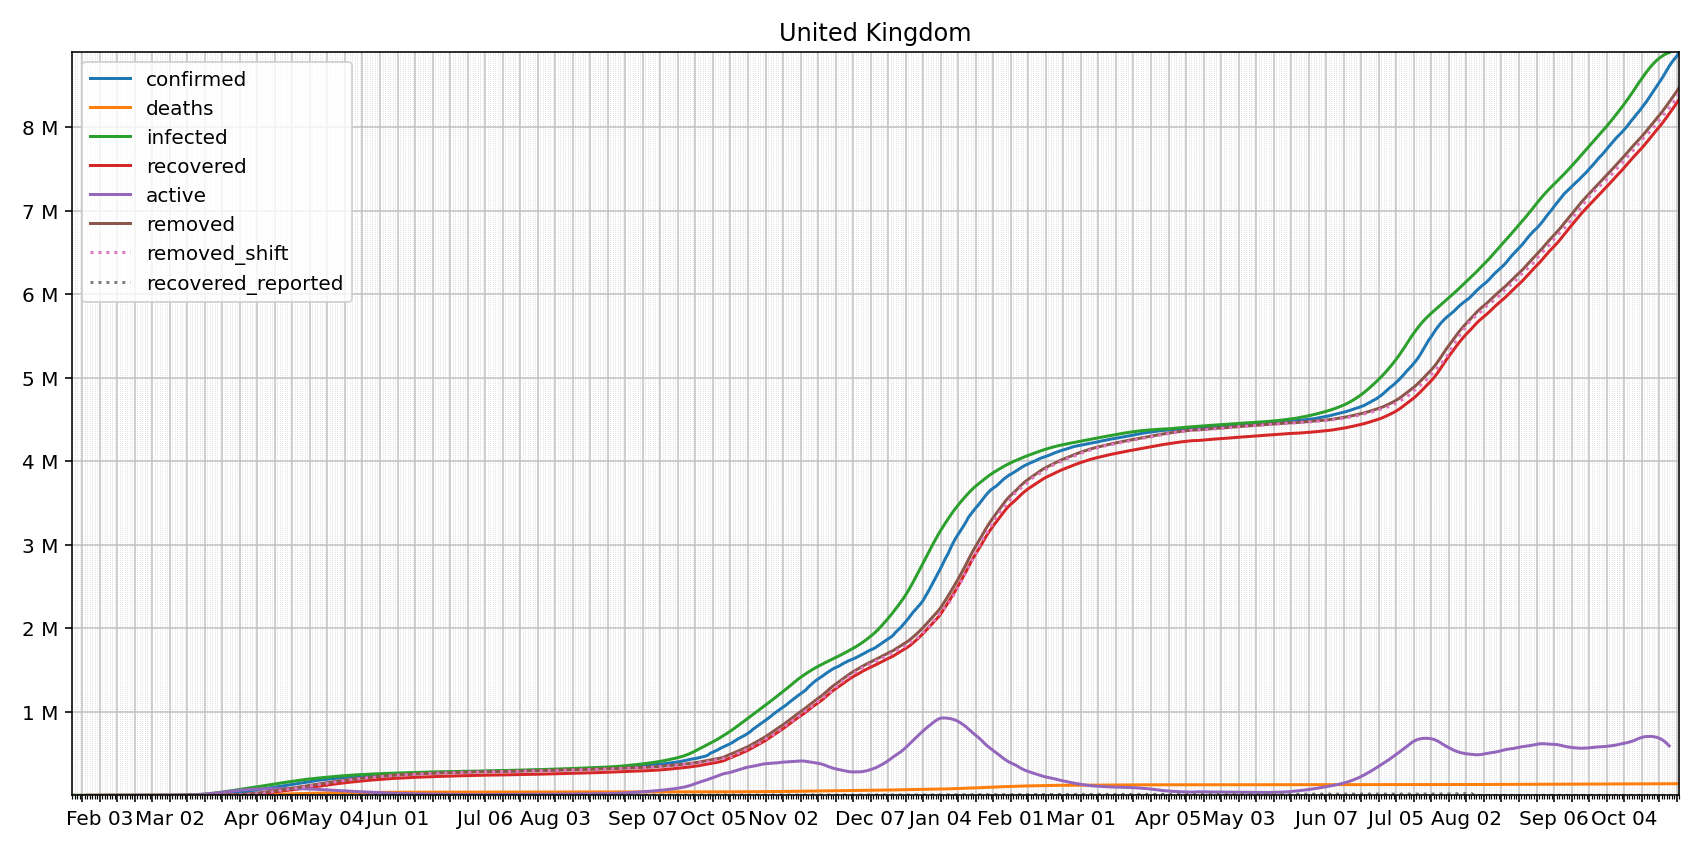 United Kingdom
confirmed
deaths
infected
recovered
active
removed
removed_shift
recovered_reported
8 M
7 M
6 M
5 M
4 M
3 M
2 M
1 M
Feb 03 Mar 02 Apr 06 May 04 Jun 01 Jul 06 Aug 03 Sep 07 Oct 05 Nov 02 Dec 07 Jan 04 Feb 01 Mar 01 Apr 05 May 03 Jun 07 Jul 05 Aug 02 Sep 06 Oct 04